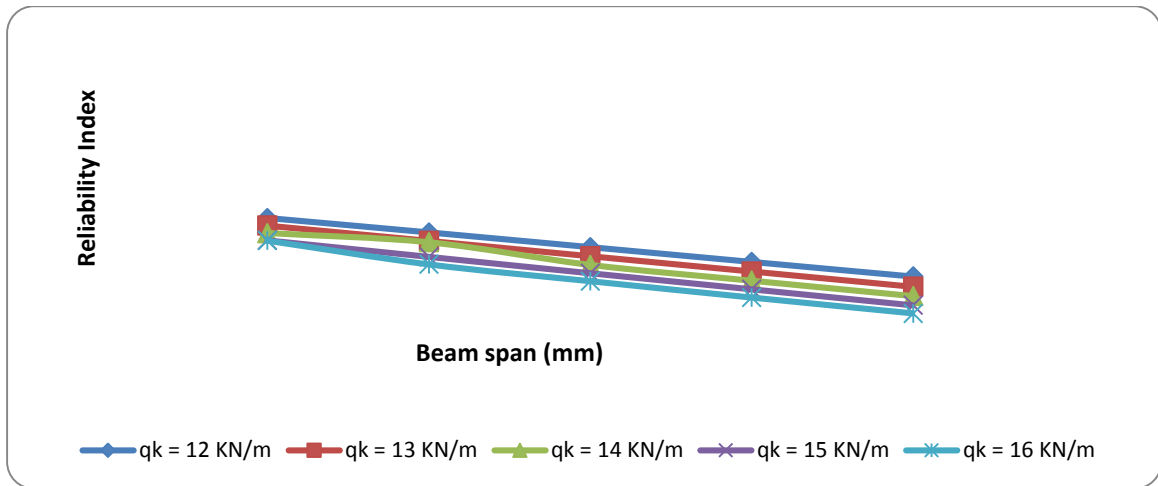 Reliability Index
Beam span (mm)
qk = 12 KN/m qk = 13 KN/m qk = 14 KN/m qk = 15 KN/m qk = 16 KN/m